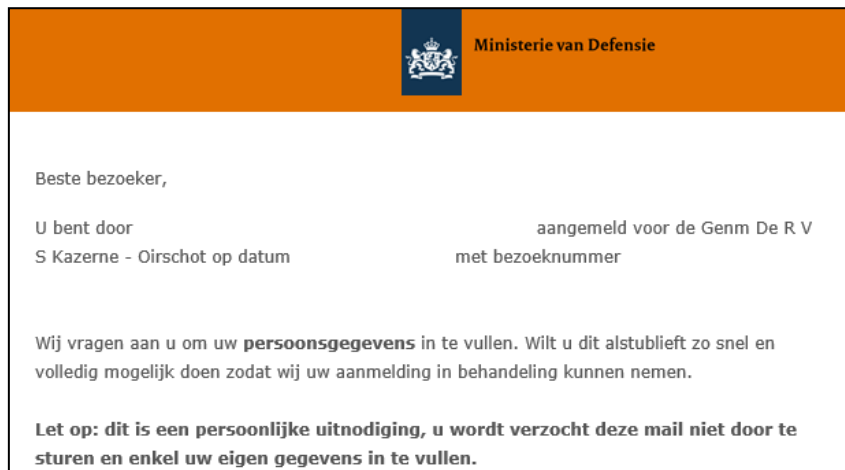 Ministerie van Defensie
Beste bezoeker,
U bent door aangemeld voor de Genm De R V
S Kazerne - Oirschot op datum met bezoeknummer
Wij vragen aan u om uw persoonsgegevens in te vullen. Wilt u dit alstublieft zo snel en
volledig mogelijk doen zodat wij uw aanmelding in behandeling kunnen nemen.
Let op: dit is een persoonlijke uitnodiging, u wordt verzocht deze mail niet door te
sturen en enkel uw eigen gegevens in te vullen.